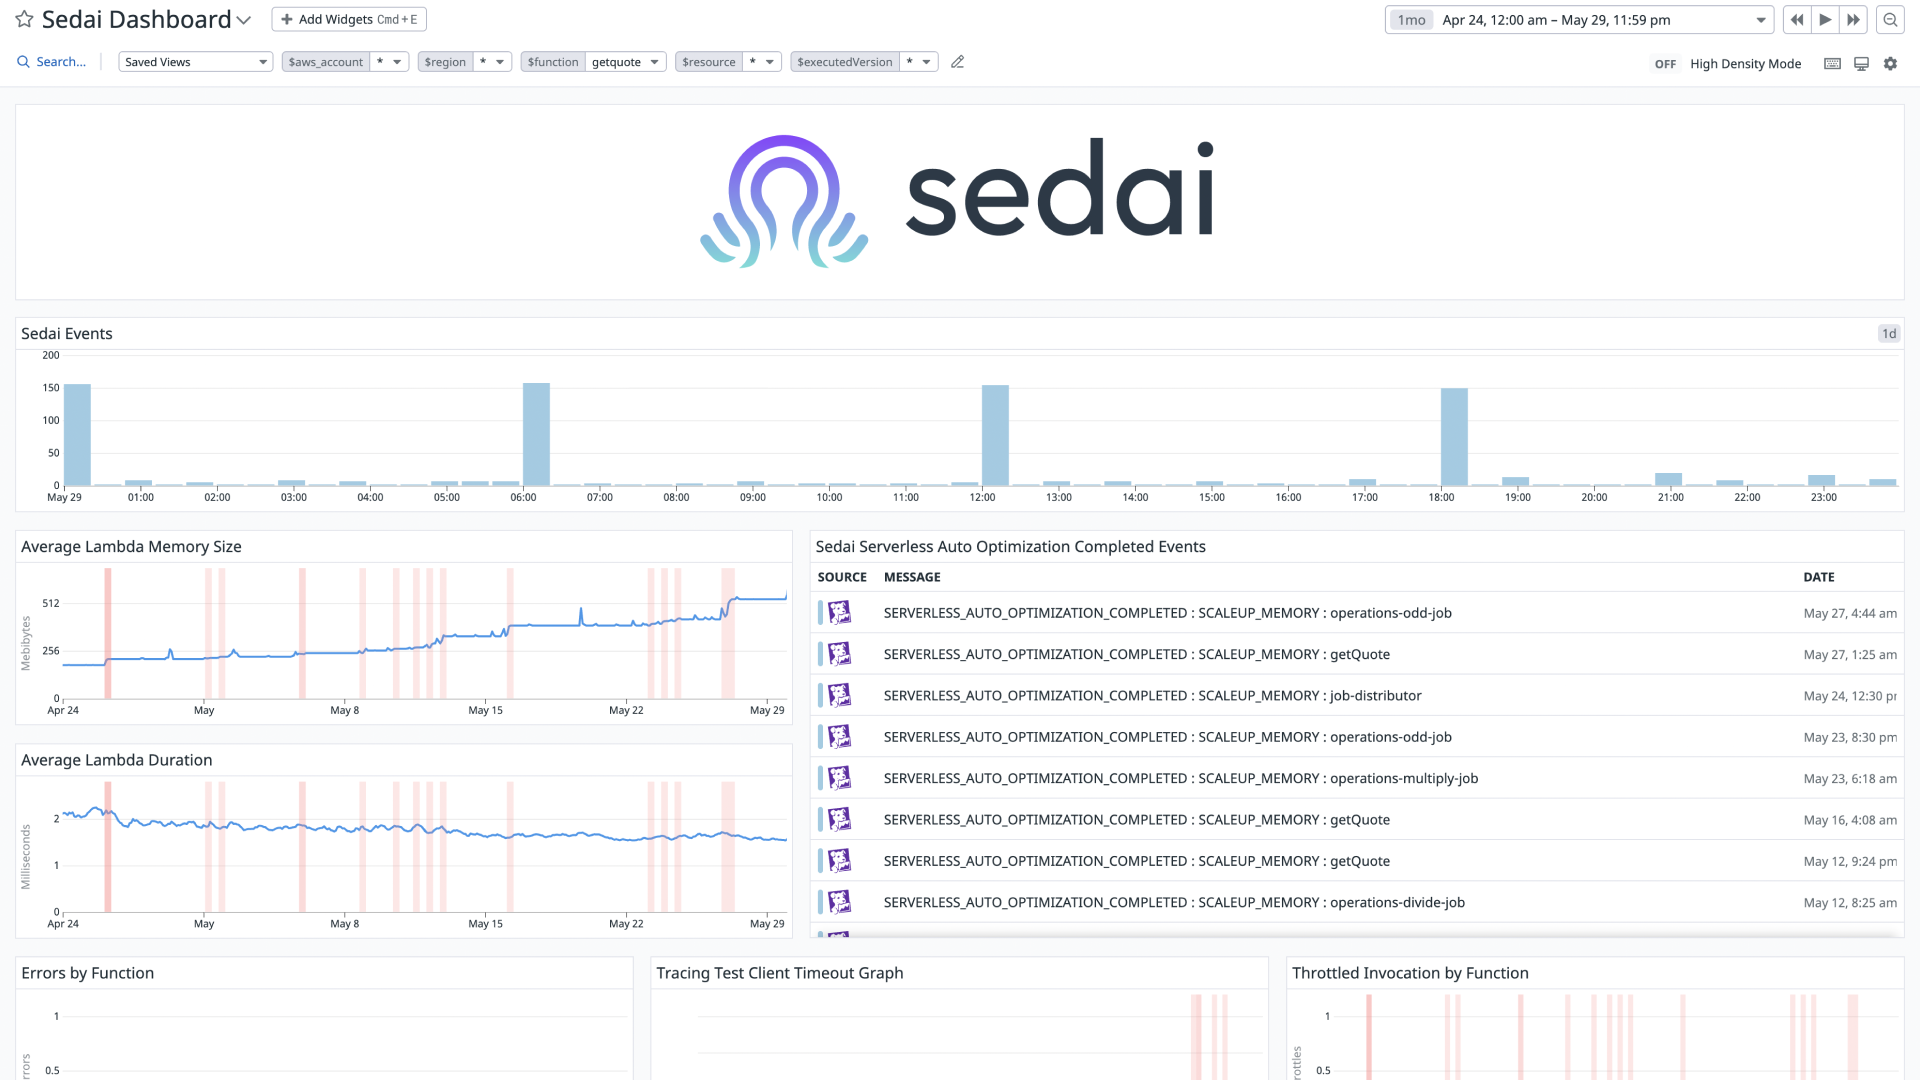 Sedai Dashboard
Add Widgets Cmd+E
1mo Apr 24, 12:00 am – May 29, 11:59 pm
Search... Saved Views $aws_account * $region * $function getquote $resource * $executedVersion *
OFF High Density Mode
sedai
Sedai Events
1d
200
150
100
50
0
May 29 01:00 02:00 03:00 04:00 05:00 06:00 07:00 08:00 09:00 10:00 11:00 12:00 13:00 14:00 15:00 16:00 17:00 18:00 19:00 20:00 21:00 22:00 23:00
Average Lambda Memory Size
Mebibytes
512
256
0
Apr 24 May May 8 May 15 May 22 May 29
Average Lambda Duration
Milliseconds
2
1
0
Apr 24 May May 8 May 15 May 22 May 29
Sedai Serverless Auto Optimization Completed Events
SOURCE MESSAGE DATE
SERVERLESS_AUTO_OPTIMIZATION_COMPLETED : SCALEUP_MEMORY : operations-odd-job May 27, 4:44 am
SERVERLESS_AUTO_OPTIMIZATION_COMPLETED : SCALEUP_MEMORY : getQuote May 27, 1:25 am
SERVERLESS_AUTO_OPTIMIZATION_COMPLETED : SCALEUP_MEMORY : job-distributor May 24, 12:30 pm
SERVERLESS_AUTO_OPTIMIZATION_COMPLETED : SCALEUP_MEMORY : operations-odd-job May 23, 8:30 pm
SERVERLESS_AUTO_OPTIMIZATION_COMPLETED : SCALEUP_MEMORY : operations-multiply-job May 23, 6:18 am
SERVERLESS_AUTO_OPTIMIZATION_COMPLETED : SCALEUP_MEMORY : getQuote May 16, 4:08 am
SERVERLESS_AUTO_OPTIMIZATION_COMPLETED : SCALEUP_MEMORY : getQuote May 12, 9:24 pm
SERVERLESS_AUTO_OPTIMIZATION_COMPLETED : SCALEUP_MEMORY : operations-divide-job May 12, 8:25 am
Errors by Function
1
0.5
rrors
Tracing Test Client Timeout Graph
Throttled Invocation by Function
1
0.5
rottles